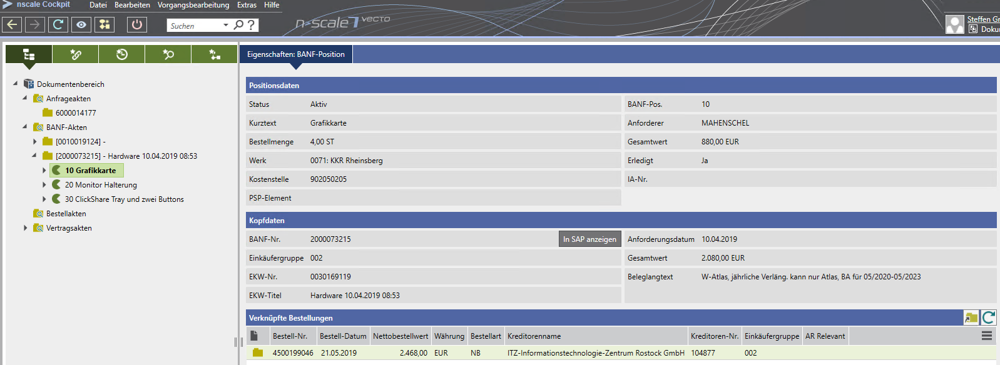 nscale Cockpit Datei Bearbeiten Vorgangsbearbeitung Extras Hilfe
Suchen ? n-scale7 vecto
Steffen Gr
Doku
Eigenschaften: BANF-Position
Dokumentenbereich
Anfrageakten
6000014177
BANF-Akten
[0010019124] -
[2000073215] - Hardware 10.04.2019 08:53
10 Grafikkarte
20 Monitor Halterung
30 ClickShare Tray und zwei Buttons
Bestellakten
Vertragsakten
Positionsdaten
Status Aktiv BANF-Pos. 10
Kurztext Grafikkarte Anforderer MAHENSCHEL
Bestellmenge 4,00 ST Gesamtwert 880,00 EUR
Werk 0071: KKR Rheinsberg Erledigt Ja
Kostenstelle 902050205 IA-Nr.
PSP-Element
Kopfdaten
BANF-Nr. 2000073215 In SAP anzeigen Anforderungsdatum 10.04.2019
Einkäufergruppe 002 Gesamtwert 2.080,00 EUR
EKW-Nr. 0030169119 Beleglangtext W-Atlas, jährliche Verläng. kann nur Atlas, BA für 05/2020-05/2023
EKW-Titel Hardware 10.04.2019 08:53
Verknüpfte Bestellungen
Bestell-Nr. Bestell-Datum Nettobestellwert Währung Bestellart Kreditorenname Kreditoren-Nr. Einkäufergruppe AR Relevant
4500199046 21.05.2019 2.468,00 EUR NB ITZ-Informationstechnologie-Zentrum Rostock GmbH 104877 002